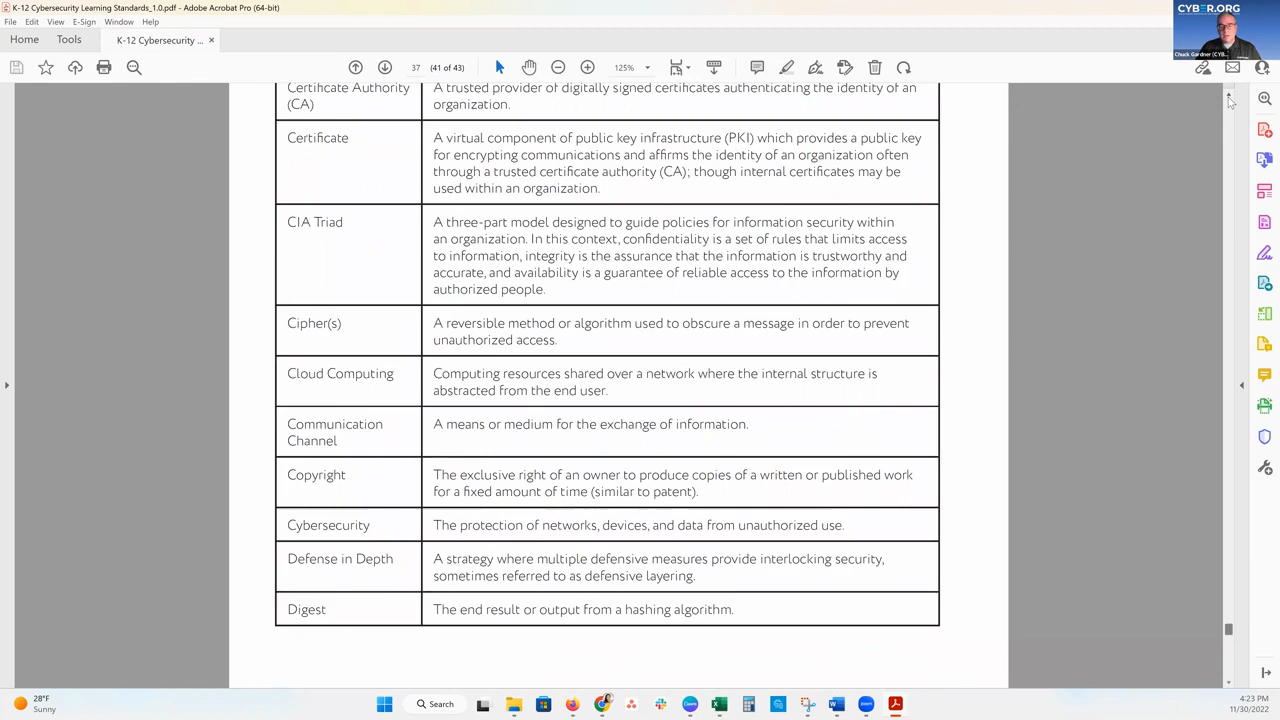 K-12 Cybersecurity Learning Standards_1.0.pdf - Adobe Acrobat Pro (64-bit)
File Edit View E-Sign Window Help
Home Tools K-12 Cybersecurity ... ×
37 (41 of 43) 125%
CYBER.ORG
Chuck Gardner (CYB...
Certificate Authority
(CA)
A trusted provider of digitally signed certificates authenticating the identity of an
organization.
Certificate
A virtual component of public key infrastructure (PKI) which provides a public key
for encrypting communications and affirms the identity of an organization often
through a trusted certificate authority (CA); though internal certificates may be
used within an organization.
CIA Triad
A three-part model designed to guide policies for information security within
an organization. In this context, confidentiality is a set of rules that limits access
to information, integrity is the assurance that the information is trustworthy and
accurate, and availability is a guarantee of reliable access to the information by
authorized people.
Cipher(s)
A reversible method or algorithm used to obscure a message in order to prevent
unauthorized access.
Cloud Computing
Computing resources shared over a network where the internal structure is
abstracted from the end user.
Communication
Channel
A means or medium for the exchange of information.
Copyright
The exclusive right of an owner to produce copies of a written or published work
for a fixed amount of time (similar to patent).
Cybersecurity
The protection of networks, devices, and data from unauthorized use.
Defense in Depth
A strategy where multiple defensive measures provide interlocking security,
sometimes referred to as defensive layering.
Digest
The end result or output from a hashing algorithm.
28°F
Sunny
Search
4:23 PM
11/30/2022